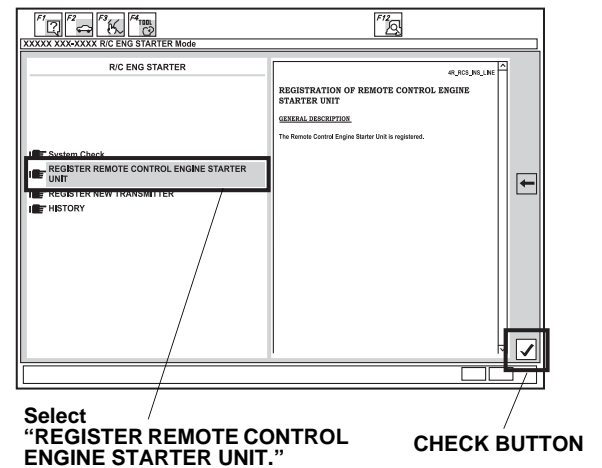 F1 F2 F3 F4 TOOL F12
XXXXX XXX-XXXX R/C ENG STARTER Mode
R/C ENG STARTER
System Check
REGISTER REMOTE CONTROL ENGINE STARTER
UNIT
REGISTER NEW TRANSMITTER
HISTORY
4R_RCS_INS_LINE
REGISTRATION OF REMOTE CONTROL ENGINE
STARTER UNIT
GENERAL DESCRIPTION
The Remote Control Engine Starter Unit is registered.
Select
“REGISTER REMOTE CONTROL
ENGINE STARTER UNIT.”
CHECK BUTTON